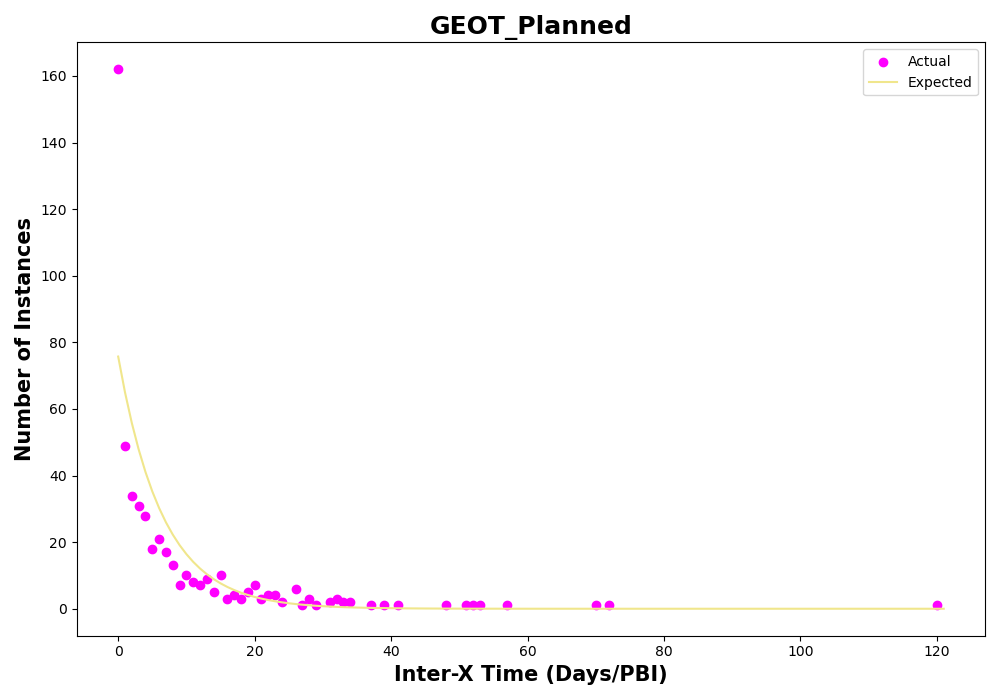 GEOT_Planned
Actual
Expected
160
140
120
100
80
60
40
20
0
Number of Instances
0 20 40 60 80 100 120
Inter-X Time (Days/PBI)